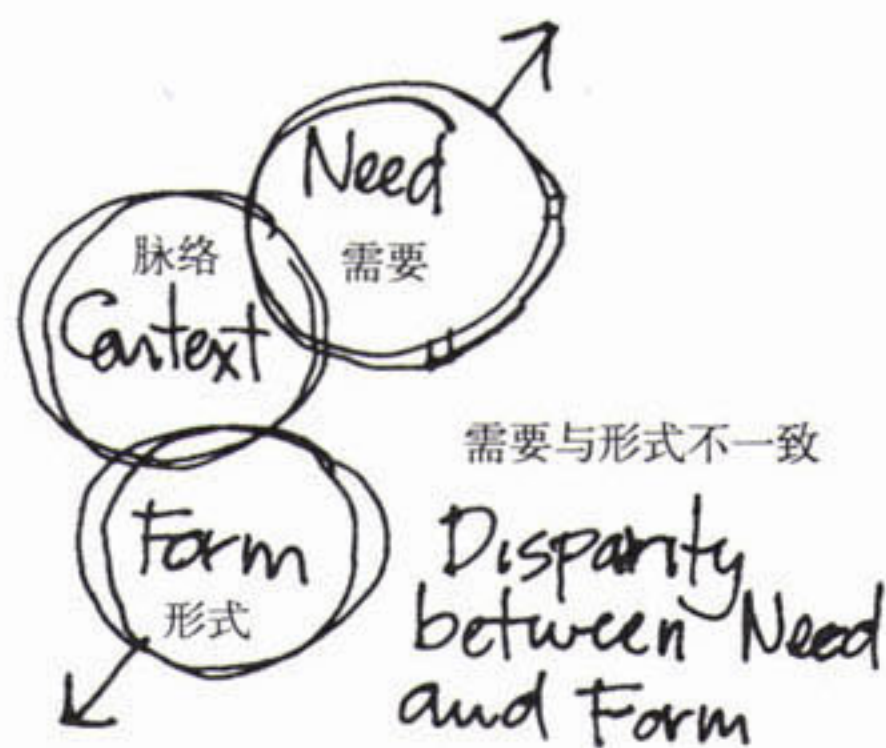 Need
需要
脉络
Context
需要与形式不一致
Form
形式
Disparity
between Need
and Form